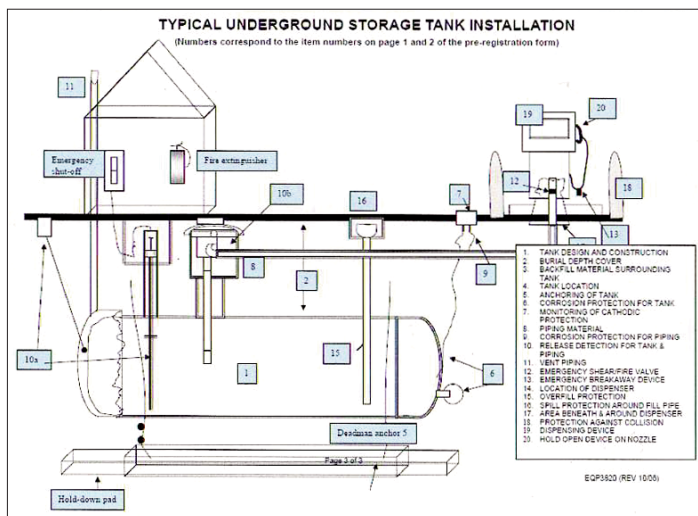 TYPICAL UNDERGROUND STORAGE TANK INSTALLATION
(Numbers correspond to the item numbers on page 1 and 2 of the pre-registration form)
11
19
20
Emergency
shut-off
Fire extinguisher
10b
16
7
12
18
13
8
2
9
10a
1
15
6
Deadman anchor 5
Page 3 of 3
Hold-down pad
1. TANK DESIGN AND CONSTRUCTION
2. BURIAL DEPTH COVER
3. BACKFILL MATERIAL SURROUNDING
TANK
4. TANK LOCATION
5. ANCHORING OF TANK
6. CORROSION PROTECTION FOR TANK
7. MONITORING OF CATHODIC
PROTECTION
8. PIPING MATERIAL
9. CORROSION PROTECTION FOR PIPING
10. RELEASE DETECTION FOR TANK &
PIPING
11. VENT PIPING
12. EMERGENCY SHEAR/FIRE VALVE
13. EMERGENCY BREAKAWAY DEVICE
14. LOCATION OF DISPENSER
15. OVERFILL PROTECTION
16. SPILL PROTECTION AROUND FILL PIPE
17. AREA BENEATH & AROUND DISPENSER
18. PROTECTION AGAINST COLLISION
19 DISPENSING DEVICE
20. HOLD OPEN DEVICE ON NOZZLE
EQP3820 (REV 10/06)